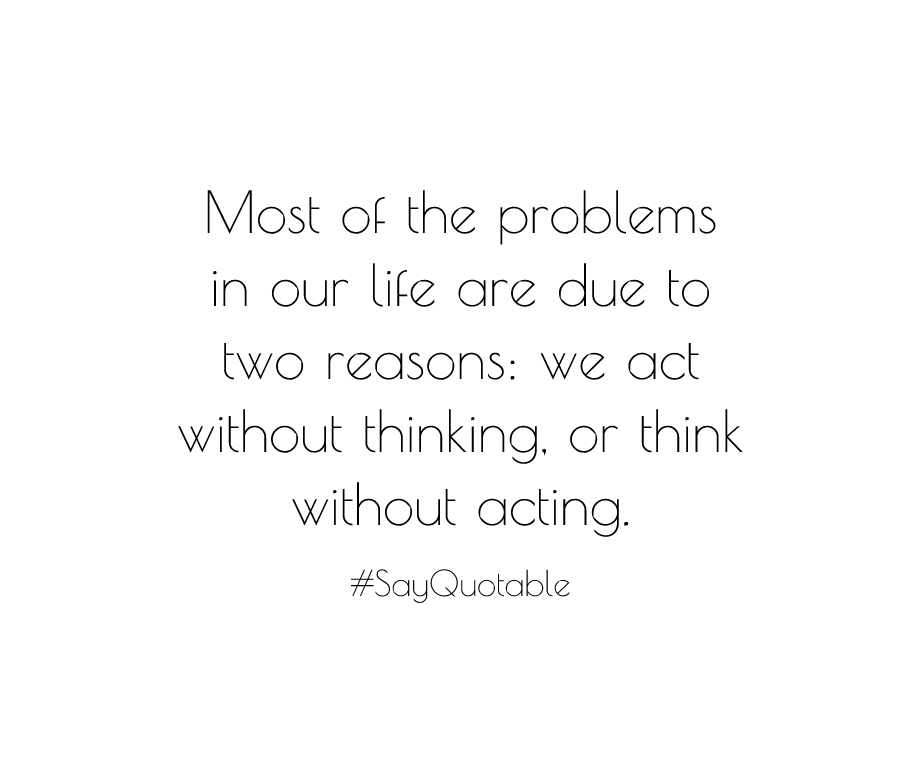 Most of the problems
in our life are due to
two reasons: we act
without thinking, or think
without acting.
#SayQuotable